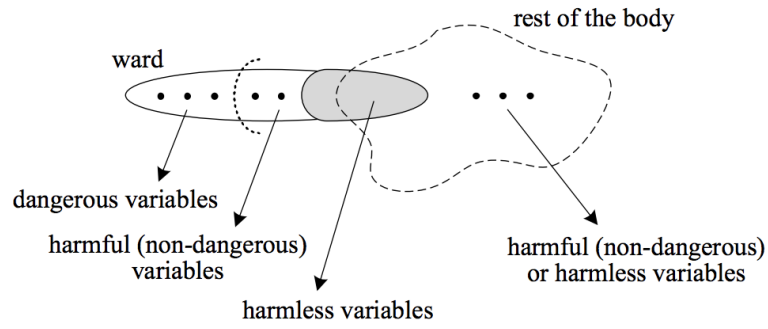 rest of the body
ward
dangerous variables
harmful (non-dangerous)
variables
harmful (non-dangerous)
or harmless variables
harmless variables